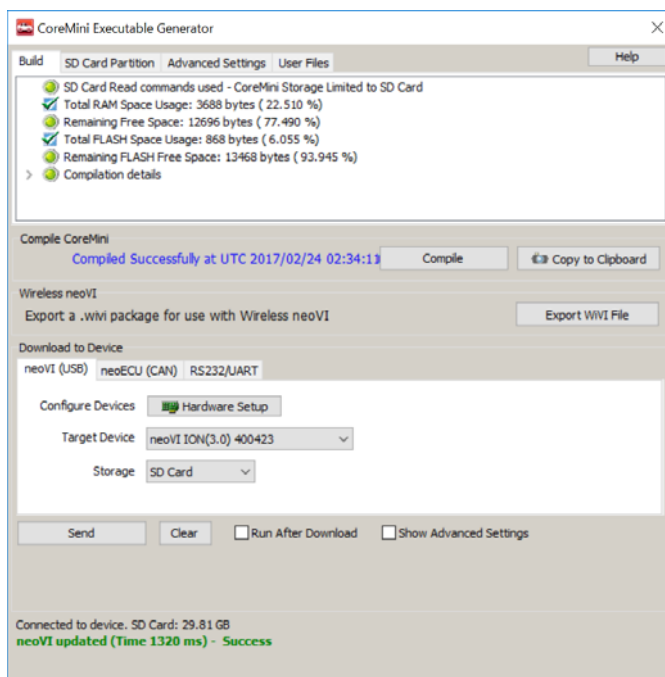 CoreMini Executable Generator
Build SD Card Partition Advanced Settings User Files Help
SD Card Read commands used - CoreMini Storage Limited to SD Card
Total RAM Space Usage: 3688 bytes ( 22.510 %)
Remaining Free Space: 12696 bytes ( 77.490 %)
Total FLASH Space Usage: 868 bytes ( 6.055 %)
Remaining FLASH Free Space: 13468 bytes ( 93.945 %)
Compilation details
Compile CoreMini
Compiled Successfully at UTC 2017/02/24 02:34:11 Compile Copy to Clipboard
Wireless neoVI
Export a .wivi package for use with Wireless neoVI Export WiVI File
Download to Device
neoVI (USB) neoECU (CAN) RS232/UART
Configure Devices Hardware Setup
Target Device neoVI ION(3.0) 400423
Storage SD Card
Send Clear Run After Download Show Advanced Settings
Connected to device. SD Card: 29.81 GB
neoVI updated (Time 1320 ms) - Success